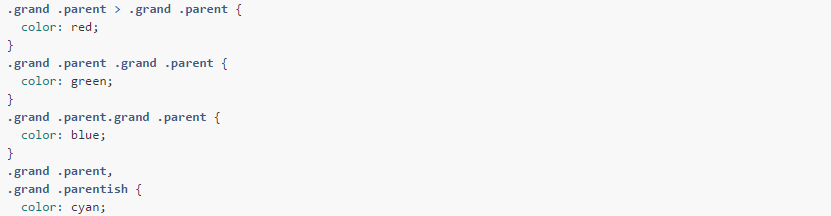 .grand .parent > .grand .parent {
  color: red;
}
.grand .parent .grand .parent {
  color: green;
}
.grand .parent.grand .parent {
  color: blue;
}
.grand .parent,
.grand .parentish {
  color: cyan;